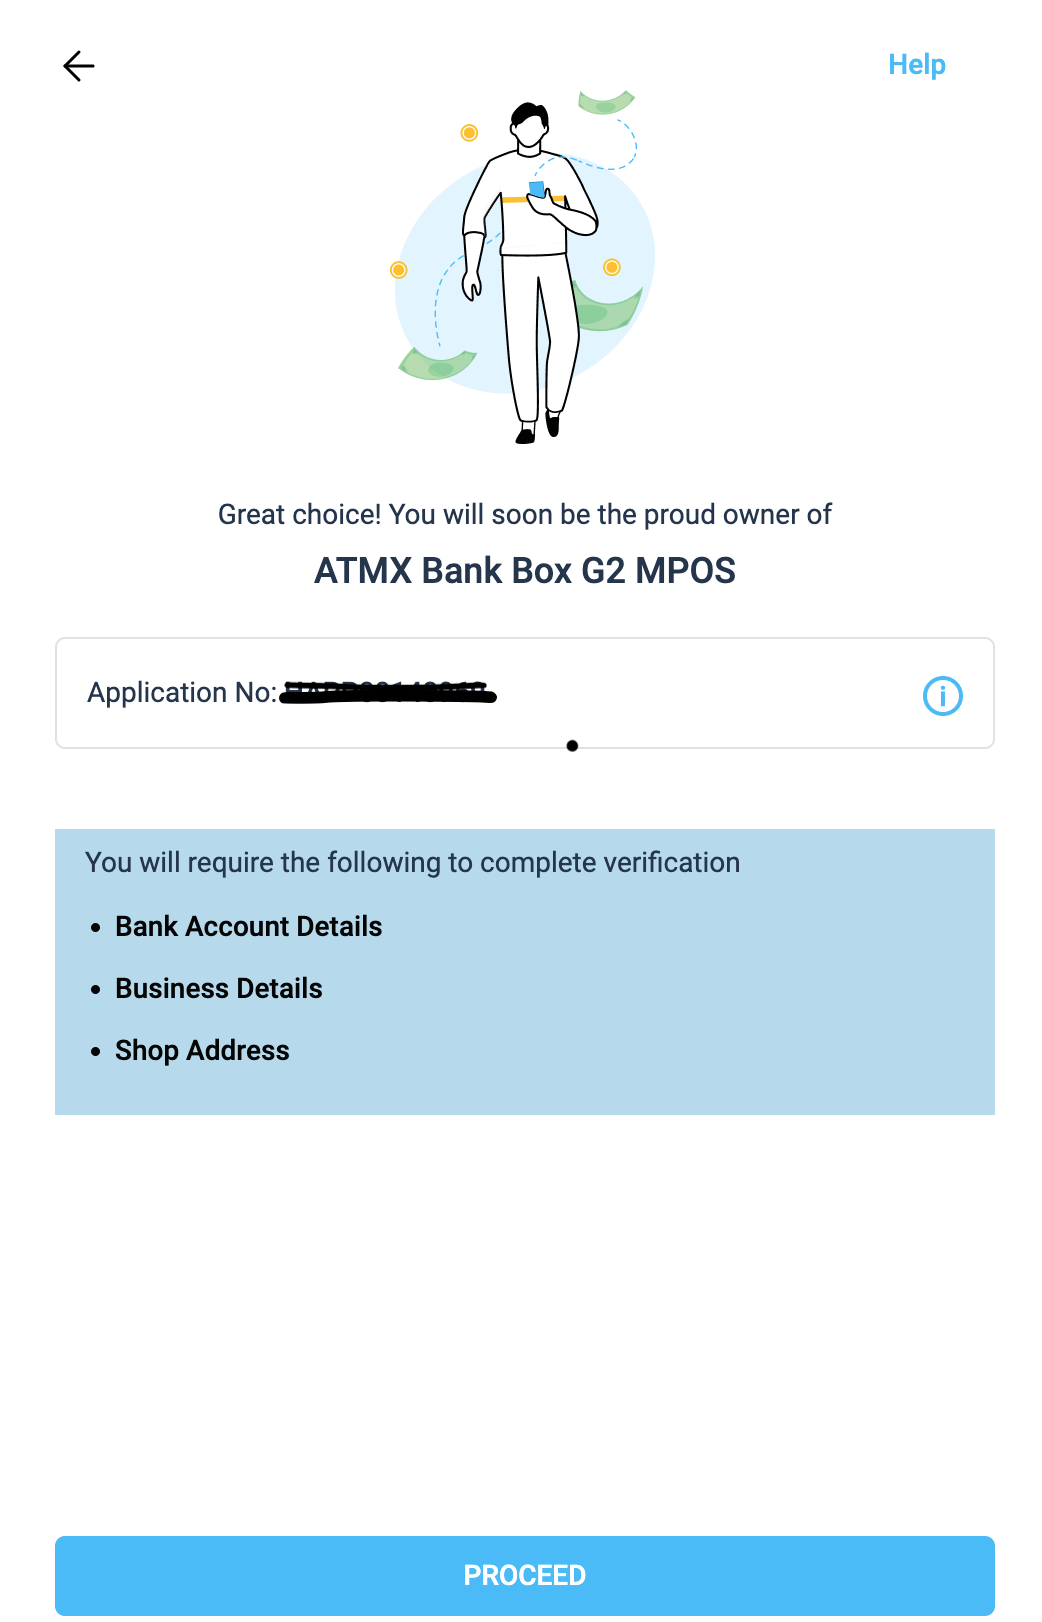 Help
Great choice! You will soon be the proud owner of
ATMX Bank Box G2 MPOS
Application No:
You will require the following to complete verification
• Bank Account Details
• Business Details
• Shop Address
PROCEED